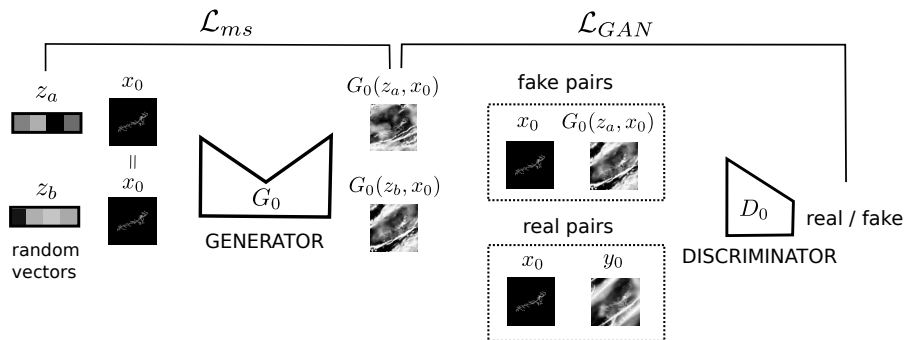 ℒ_ms
ℒ_GAN
z_a
x_0
G_0(z_a, x_0)
=
z_b
x_0
G_0(z_b, x_0)
random
vectors
G_0
GENERATOR
fake pairs
x_0
G_0(z_a, x_0)
real pairs
x_0
y_0
D_0
DISCRIMINATOR
real / fake